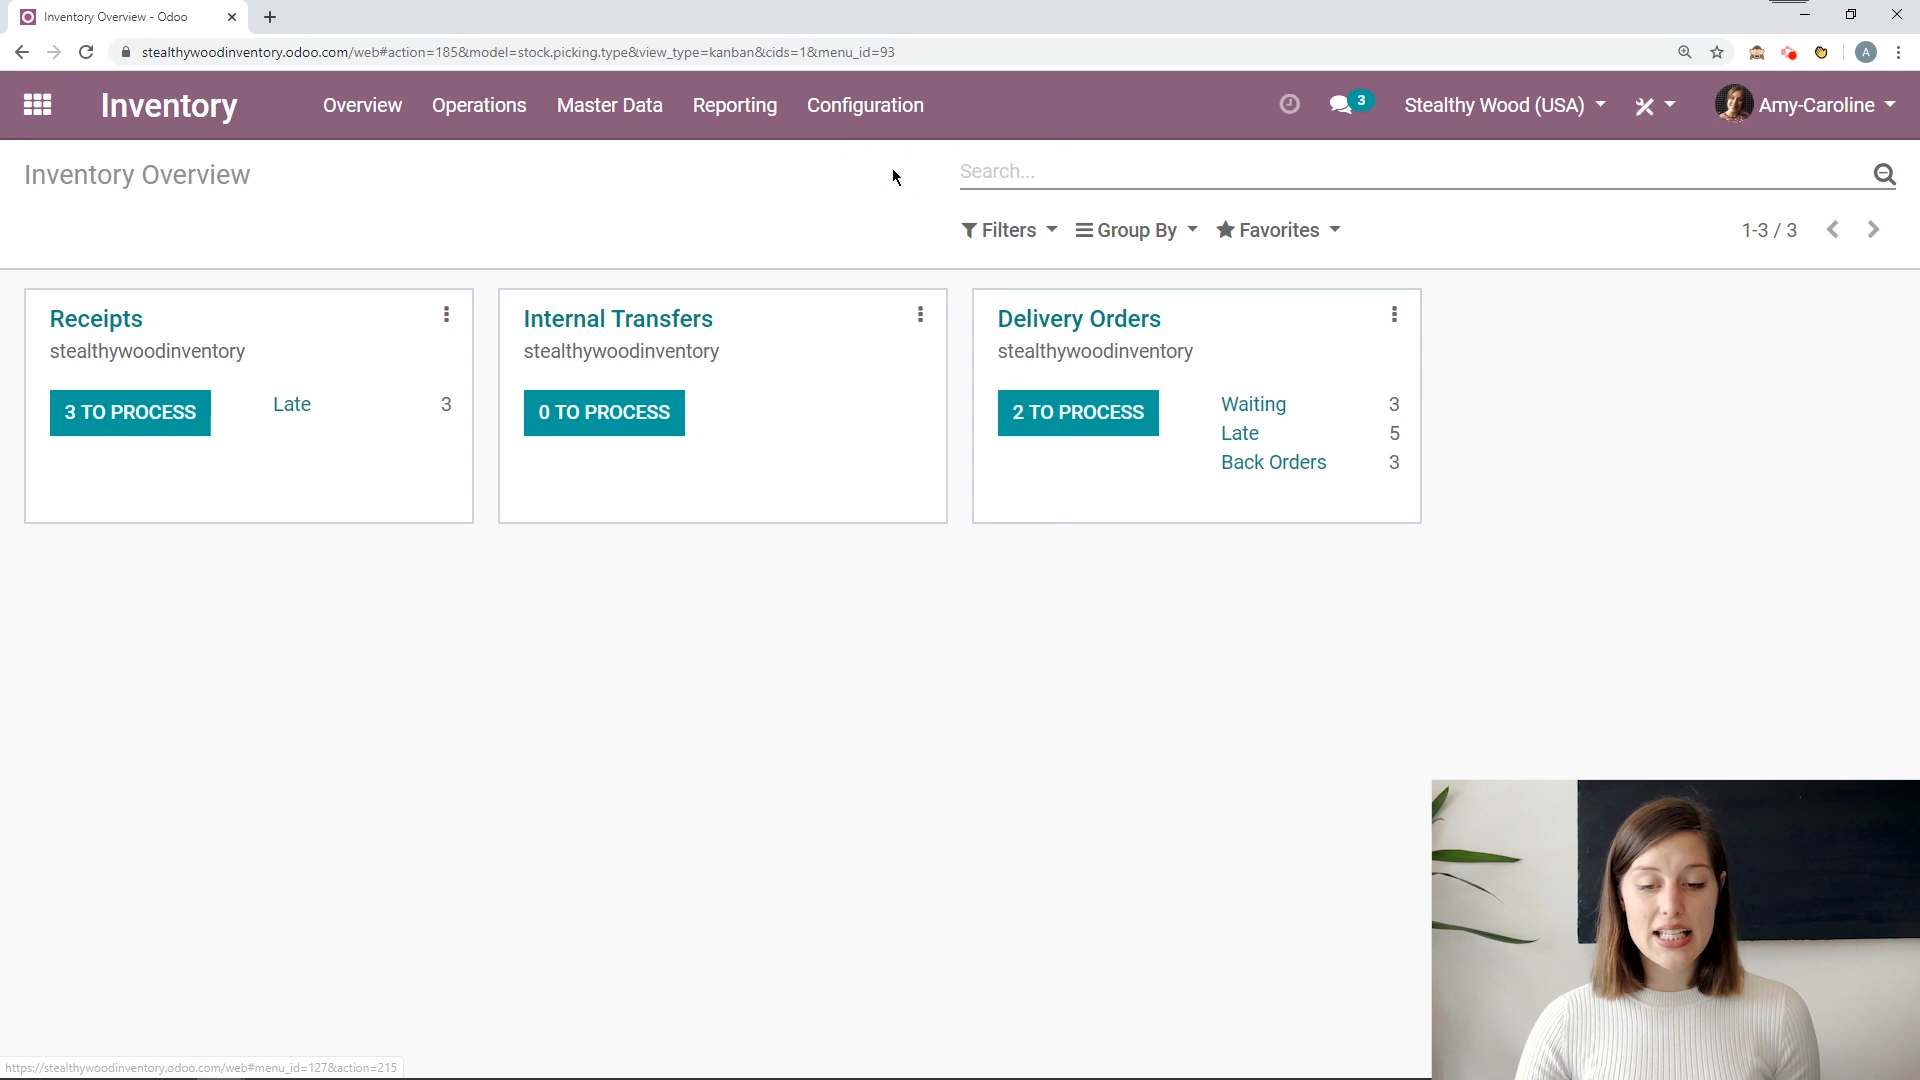 Inventory Overview - Odoo
stealthywoodinventory.odoo.com/web#action=185&model=stock.picking.type&view_type=kanban&cids=1&menu_id=93
A
Inventory
Overview
Operations
Master Data
Reporting
Configuration
3
Stealthy Wood (USA)
Amy-Caroline
Inventory Overview
Search...
Filters
Group By
Favorites
1-3 / 3
Receipts
stealthywoodinventory
3 TO PROCESS
Late 3
Internal Transfers
stealthywoodinventory
0 TO PROCESS
Delivery Orders
stealthywoodinventory
2 TO PROCESS
Waiting 3
Late 5
Back Orders 3
https://stealthywoodinventory.odoo.com/web#menu_id=127&action=215